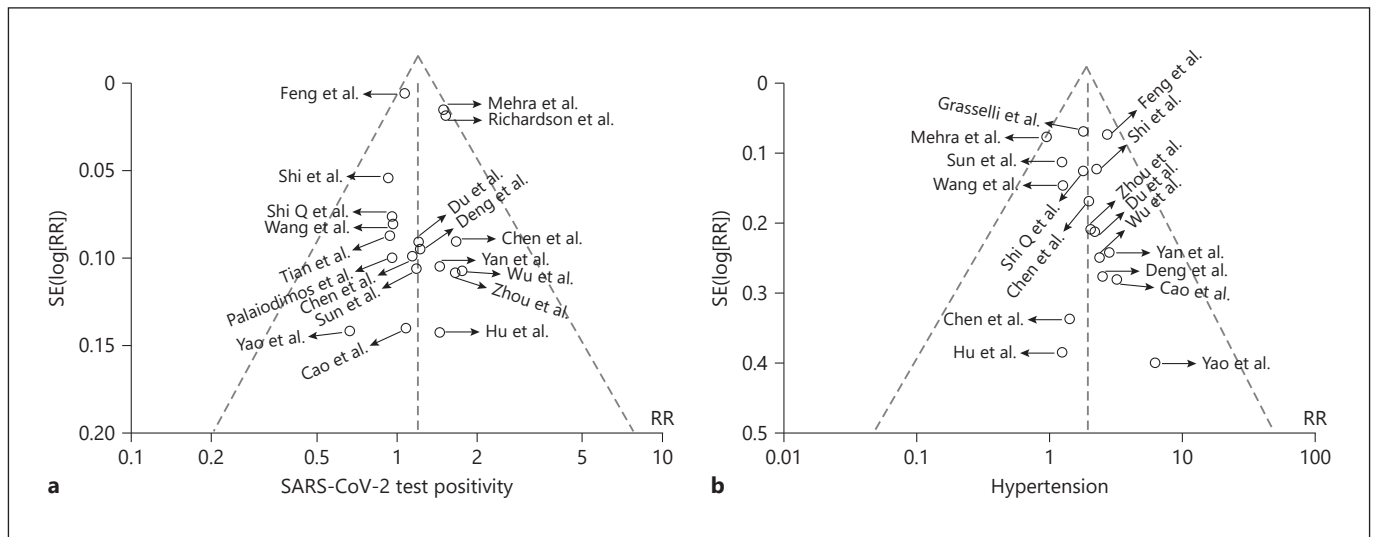 0
0.05
0.10
0.15
0.20
SE(log[RR])
Feng et al.
Mehra et al.
Richardson et al.
Shi et al.
Du et al.
Deng et al.
Shi Q et al.
Wang et al.
Chen et al.
Tian et al.
Yan et al.
Palaiodimos et al.
Wu et al.
Chen et al.
Zhou et al.
Sun et al.
Yao et al.
Cao et al.
Hu et al.
RR
0.1 0.2 0.5 1 2 5 10
a SARS-CoV-2 test positivity
0
0.1
0.2
0.3
0.4
0.5
SE(log[RR])
Feng et al.
Grasselli et al.
Shi et al.
Mehra et al.
Sun et al.
Zhou et al.
Wang et al.
Du et al.
Wu et al.
Shi Q et al.
Chen et al.
Yan et al.
Deng et al.
Cao et al.
Chen et al.
Hu et al.
Yao et al.
RR
0.01 0.1 1 10 100
b Hypertension